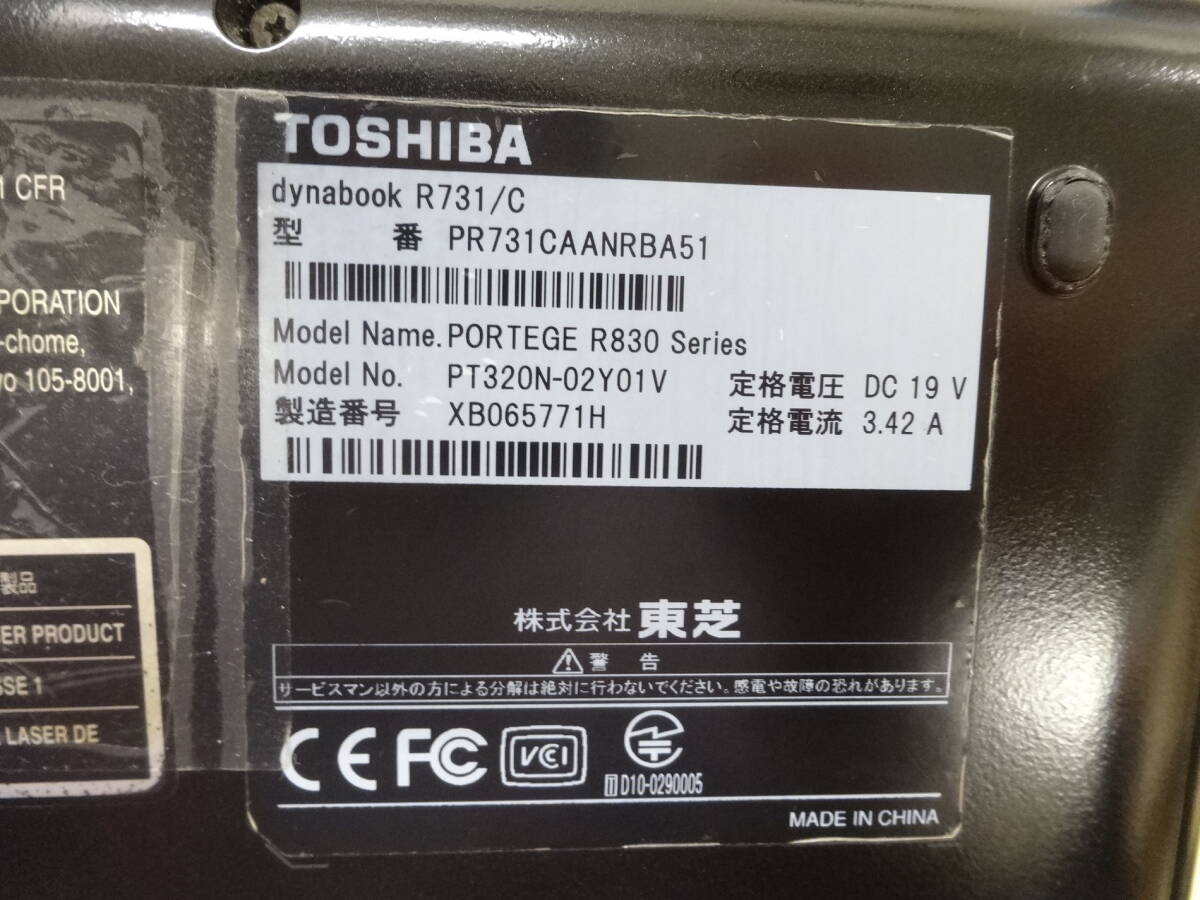 TOSHIBA
dynabook R731/C
型 番 PR731CAANRBA51
Model Name. PORTEGE R830 Series
Model No. PT320N-02Y01V 定格電圧 DC 19 V
製造番号 XB065771H 定格電流 3.42 A
株式会社 東芝
警 告
サービスマン以外の方による分解は絶対に行わないでください。感電や故障の恐れがあります。
CE FC VCI
T D10-0290005
MADE IN CHINA
1 CFR
PORATION
-chome,
105-8001,
製品
ER PRODUCT
SSE 1
LASER DE